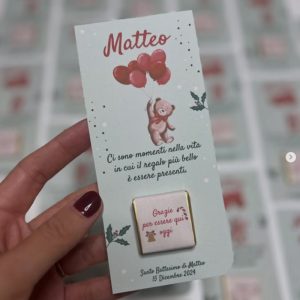 Matteo
Ci sono momenti nella vita
in cui il regalo più bello
è essere presenti.
Grazie
per essere qui
oggi
Santo Battesimo di Matteo
15 Dicembre 2024